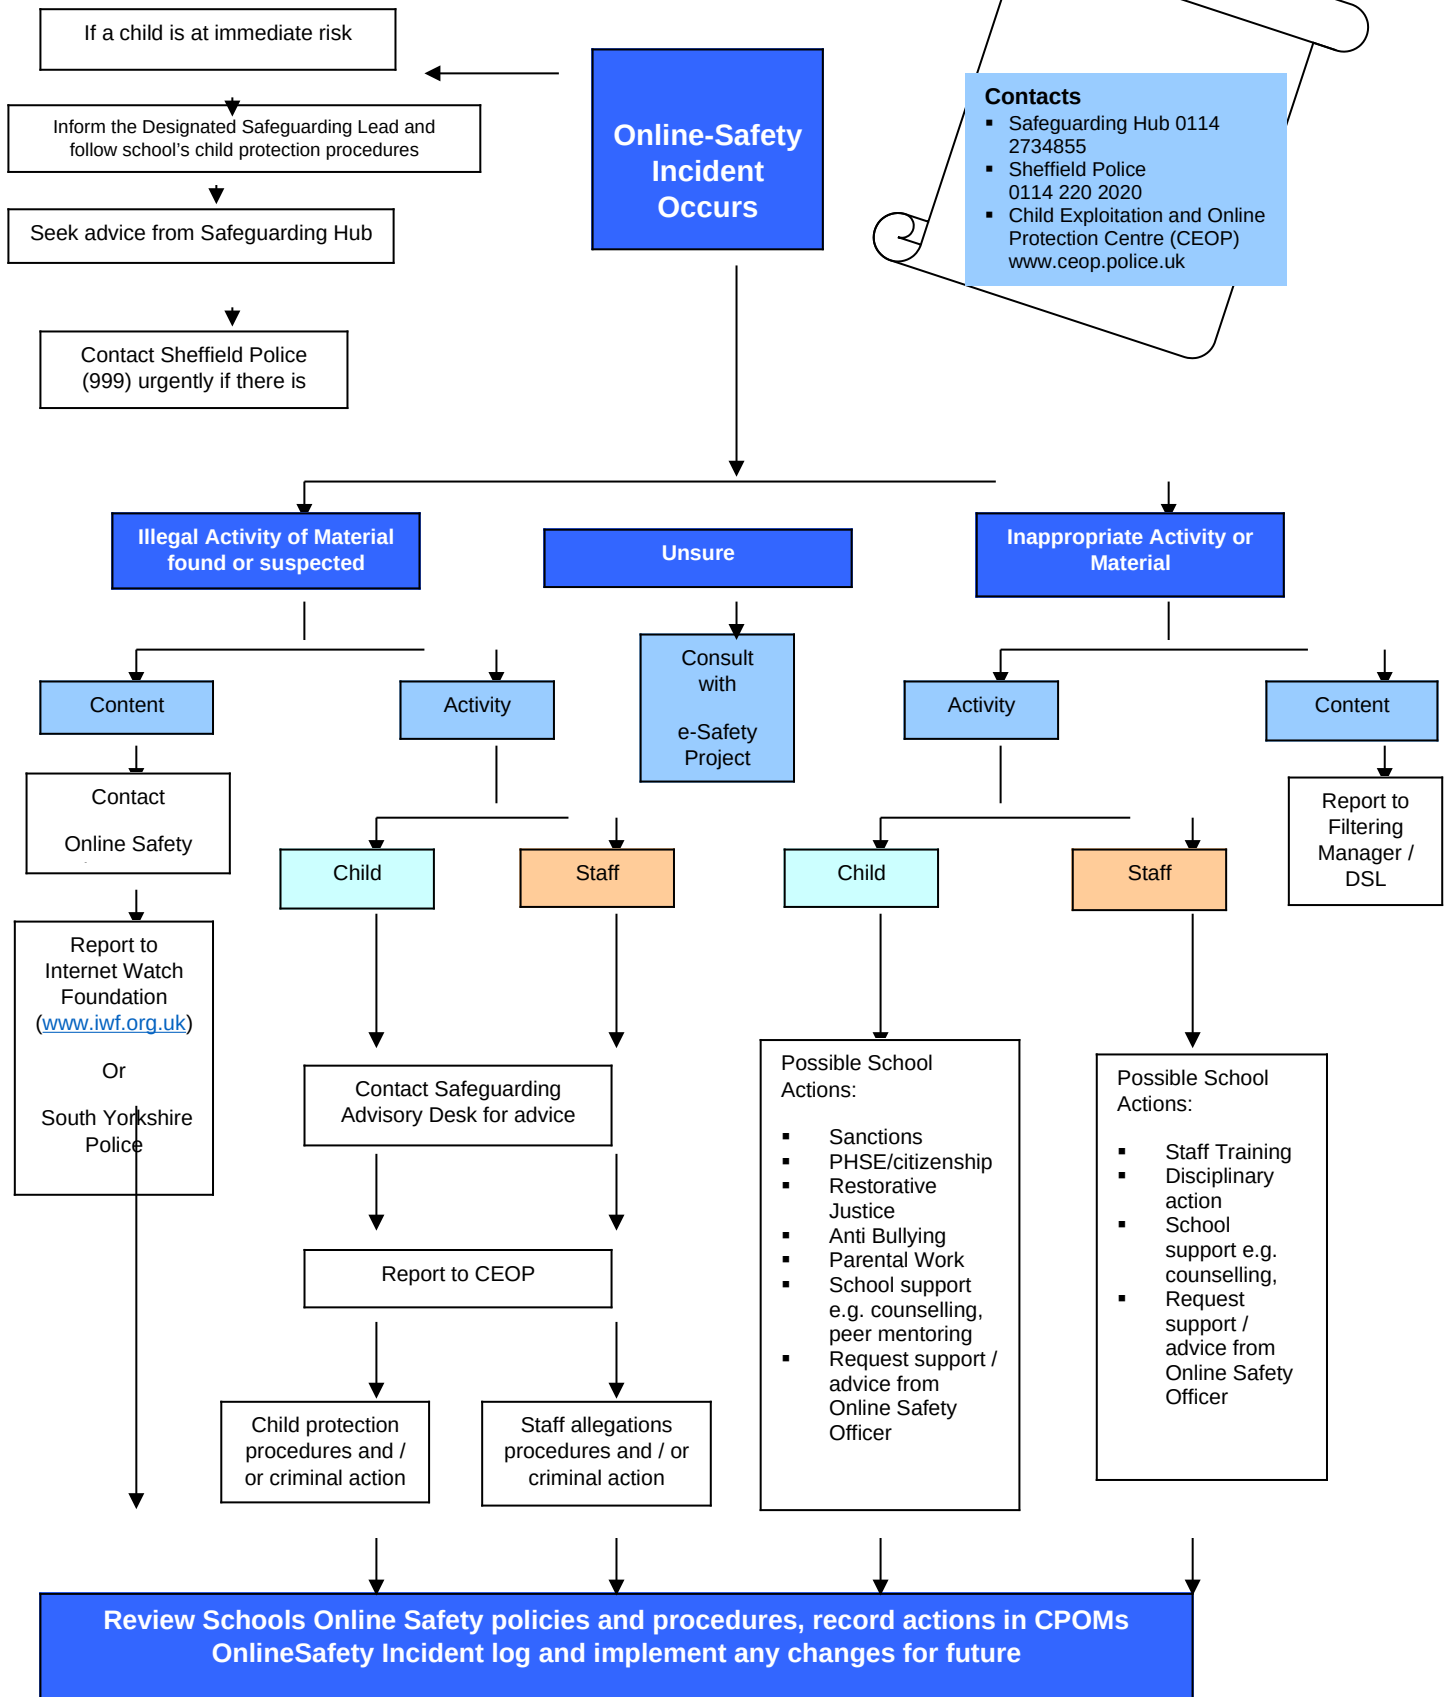 If a child is at immediate risk
Inform the Designated Safeguarding Lead and
follow school's child protection procedures
Seek advice from Safeguarding Hub
Contact Sheffield Police
(999) urgently if there is
Online-Safety
Incident
Occurs
Contacts
▪ Safeguarding Hub 0114
2734855
▪ Sheffield Police
0114 220 2020
▪ Child Exploitation and Online
Protection Centre (CEOP)
www.ceop.police.uk
Illegal Activity of Material
found or suspected
Unsure
Inappropriate Activity or
Material
Content
Activity
Consult
with
e-Safety
Project
Activity
Content
Contact
Online Safety
Report to
Filtering
Manager /
DSL
Child
Staff
Child
Staff
Report to
Internet Watch
Foundation
(www.iwf.org.uk)
Or
South Yorkshire
Police
Contact Safeguarding
Advisory Desk for advice
Report to CEOP
Child protection
procedures and /
or criminal action
Staff allegations
procedures and / or
criminal action
Possible School
Actions:
▪ Sanctions
▪ PHSE/citizenship
▪ Restorative
Justice
▪ Anti Bullying
▪ Parental Work
▪ School support
e.g. counselling,
peer mentoring
▪ Request support /
advice from
Online Safety
Officer
Possible School
Actions:
▪ Staff Training
▪ Disciplinary
action
▪ School
support e.g.
counselling,
▪ Request
support /
advice from
Online Safety
Officer
Review Schools Online Safety policies and procedures, record actions in CPOMs
OnlineSafety Incident log and implement any changes for future